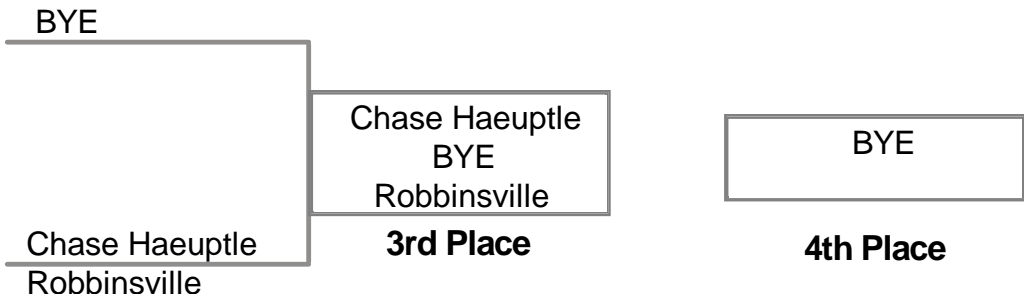 BYE
Chase Haeuptle
BYE
Robbinsville
3rd Place
BYE
4th Place
Chase Haeuptle
Robbinsville